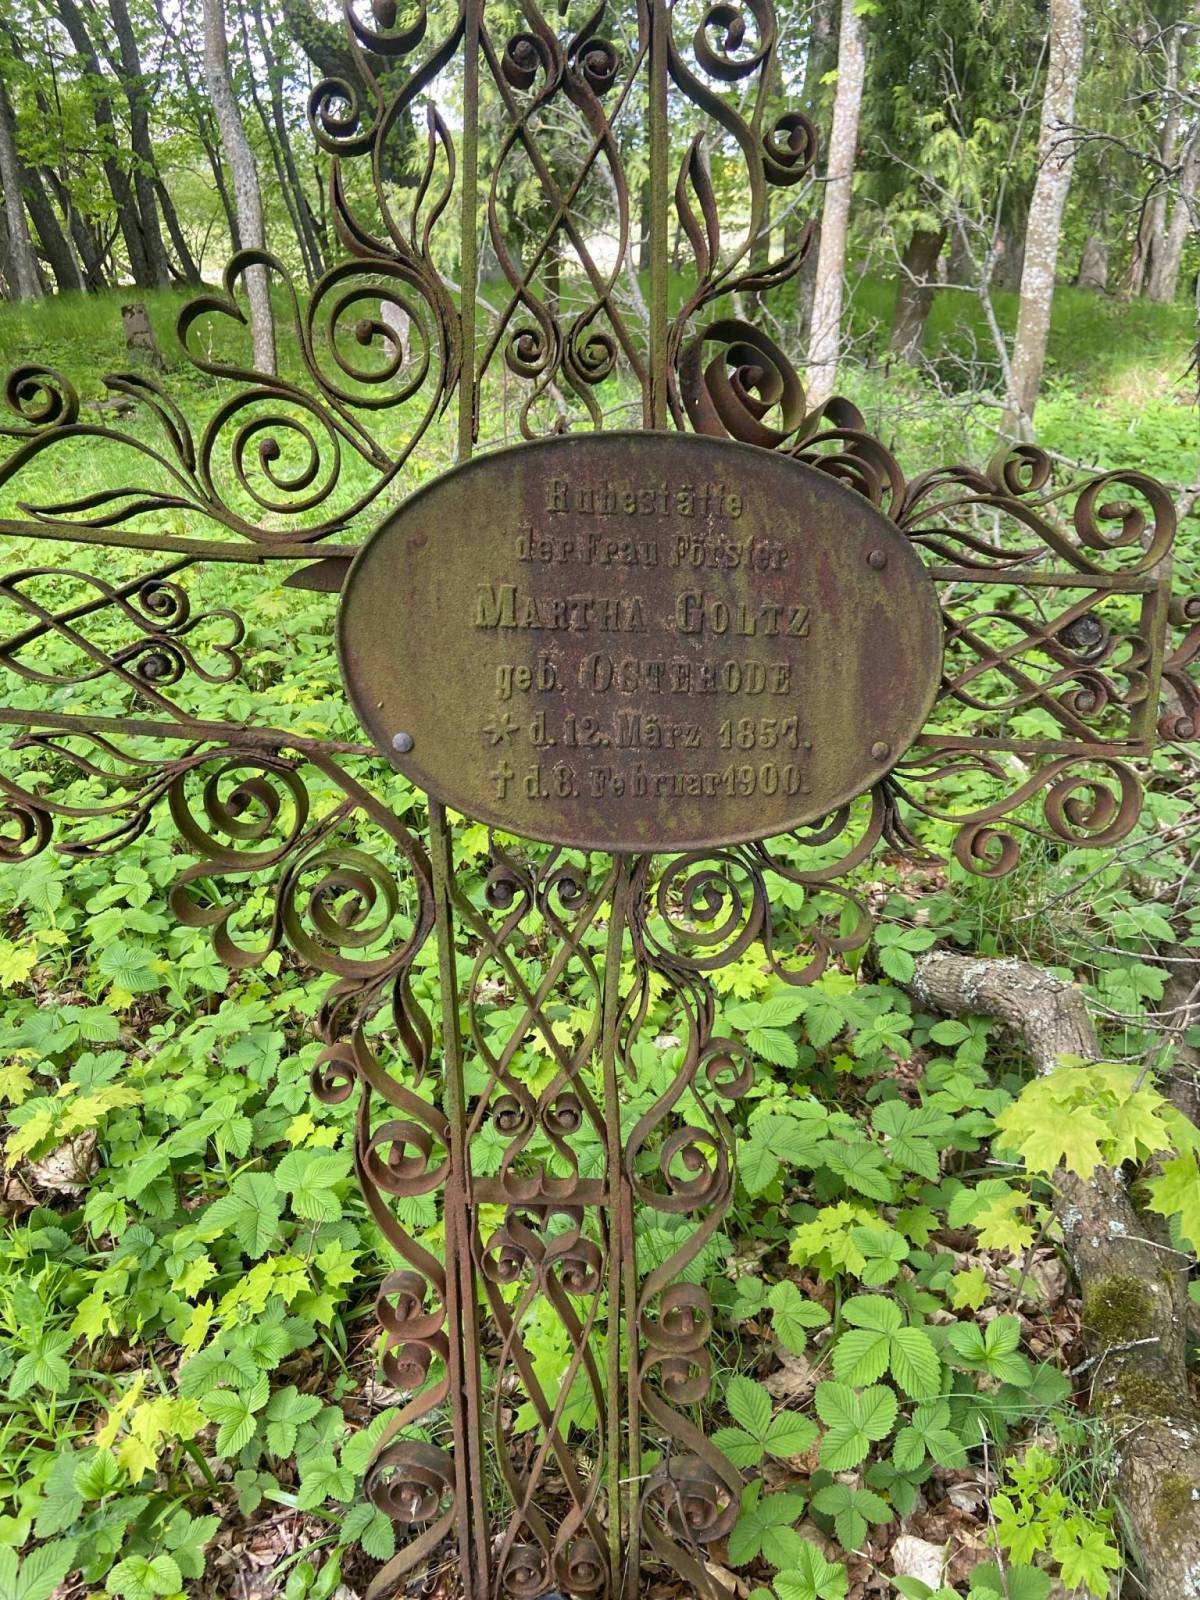 Ruhestätte
der Frau Förster
MARTHA GOLTZ
geb. OSTERODE
* d. 12. März 1857.
† d. 8. Februar 1900.